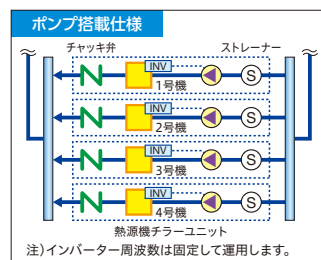 ポンプ搭載仕様
チャッキ弁 ストレーナー
INV
S
1号機
INV
S
2号機
INV
S
3号機
INV
S
4号機
熱源機チラーユニット
注）インバーター周波数は固定して運用します。